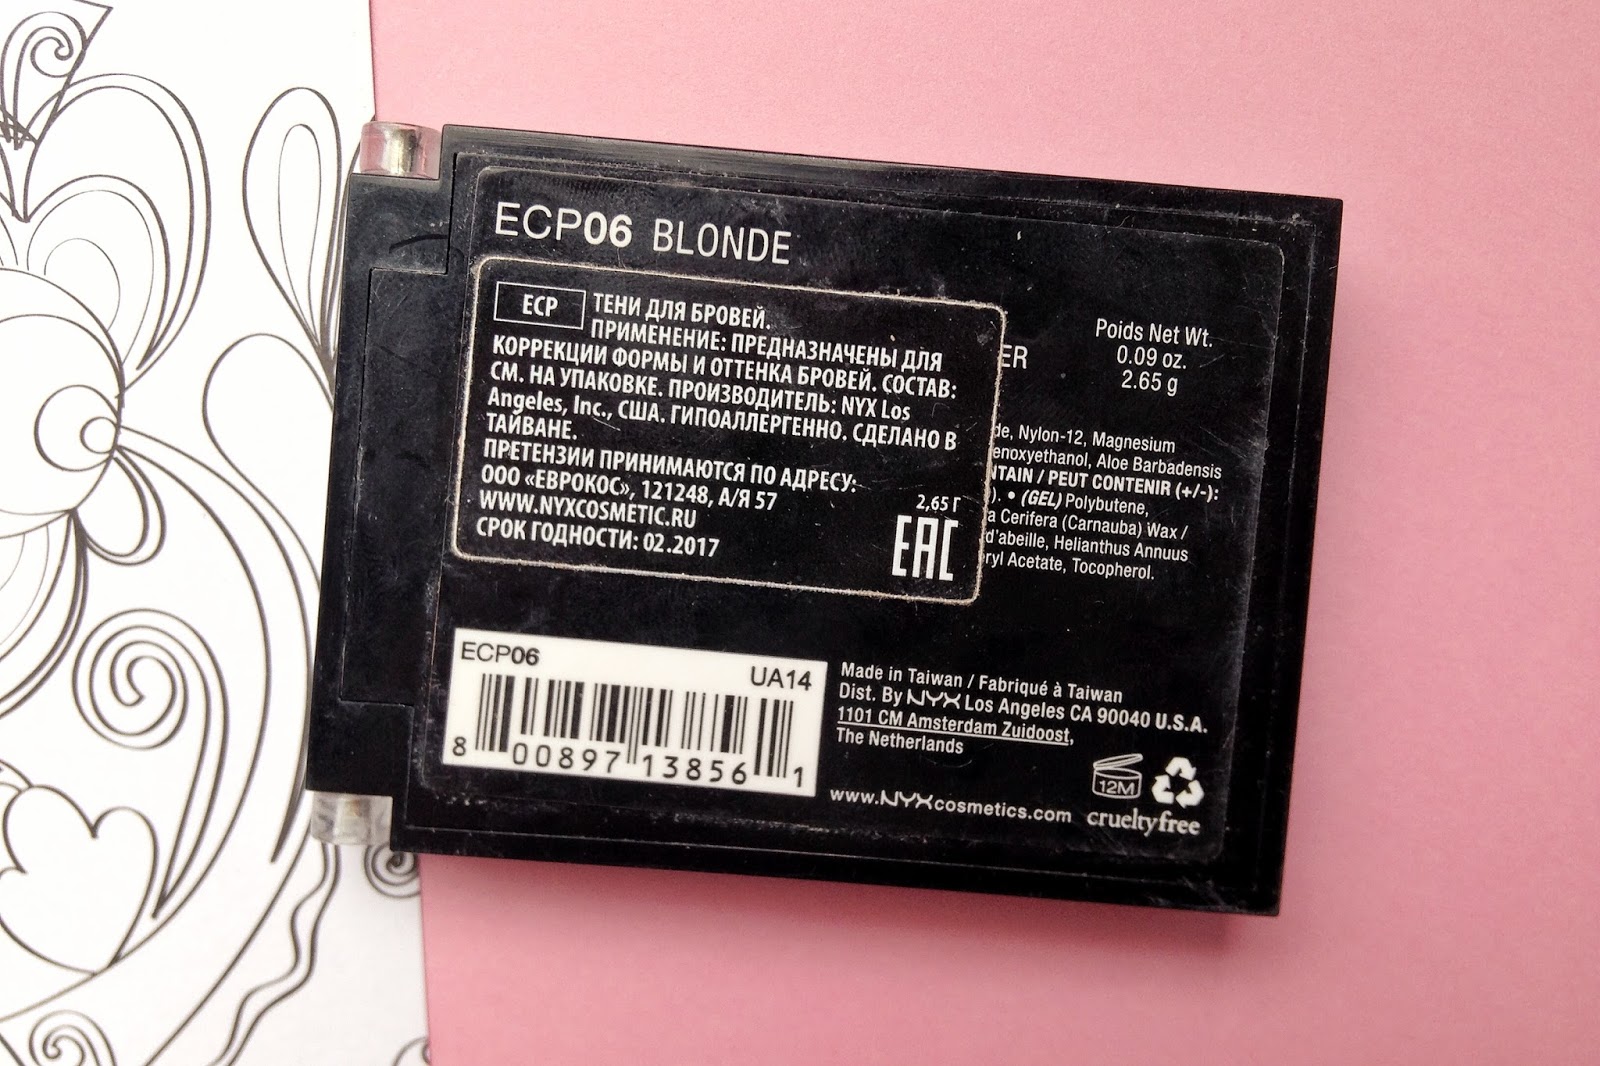 ECP06 BLONDE
ECP ТЕНИ ДЛЯ БРОВЕЙ.
ПРИМЕНЕНИЕ: ПРЕДНАЗНАЧЕНЫ ДЛЯ
КОРРЕКЦИИ ФОРМЫ И ОТТЕНКА БРОВЕЙ. СОСТАВ:
СМ. НА УПАКОВКЕ. ПРОИЗВОДИТЕЛЬ: NYX Los
Angeles, Inc., США. ГИПОАЛЛЕРГЕННО. СДЕЛАНО В
ТАЙВАНЕ.
ПРЕТЕНЗИИ ПРИНИМАЮТСЯ ПО АДРЕСУ:
ООО «ЕВРОКОС», 121248, А/Я 57
WWW.NYXCOSMETIC.RU
СРОК ГОДНОСТИ: 02.2017
2,65 Г
EAC
Poids Net Wt.
0.09 oz.
2.65 g
Nylon-12, Magnesium
Aloe Barbadensis
/ PEUT CONTENIR (+/-):
• (GEL) Polybutene,
Cerifera (Carnauba) Wax /
d'abeille, Helianthus Annuus
Acetate, Tocopherol.
ECP06
UA14
8 00897 13856 1
Made in Taiwan / Fabriqué à Taiwan
Dist. By NYX Los Angeles CA 90040 U.S.A.
1101 CM Amsterdam Zuidoost,
The Netherlands
www.NYXcosmetics.com
12M
crueltyfree